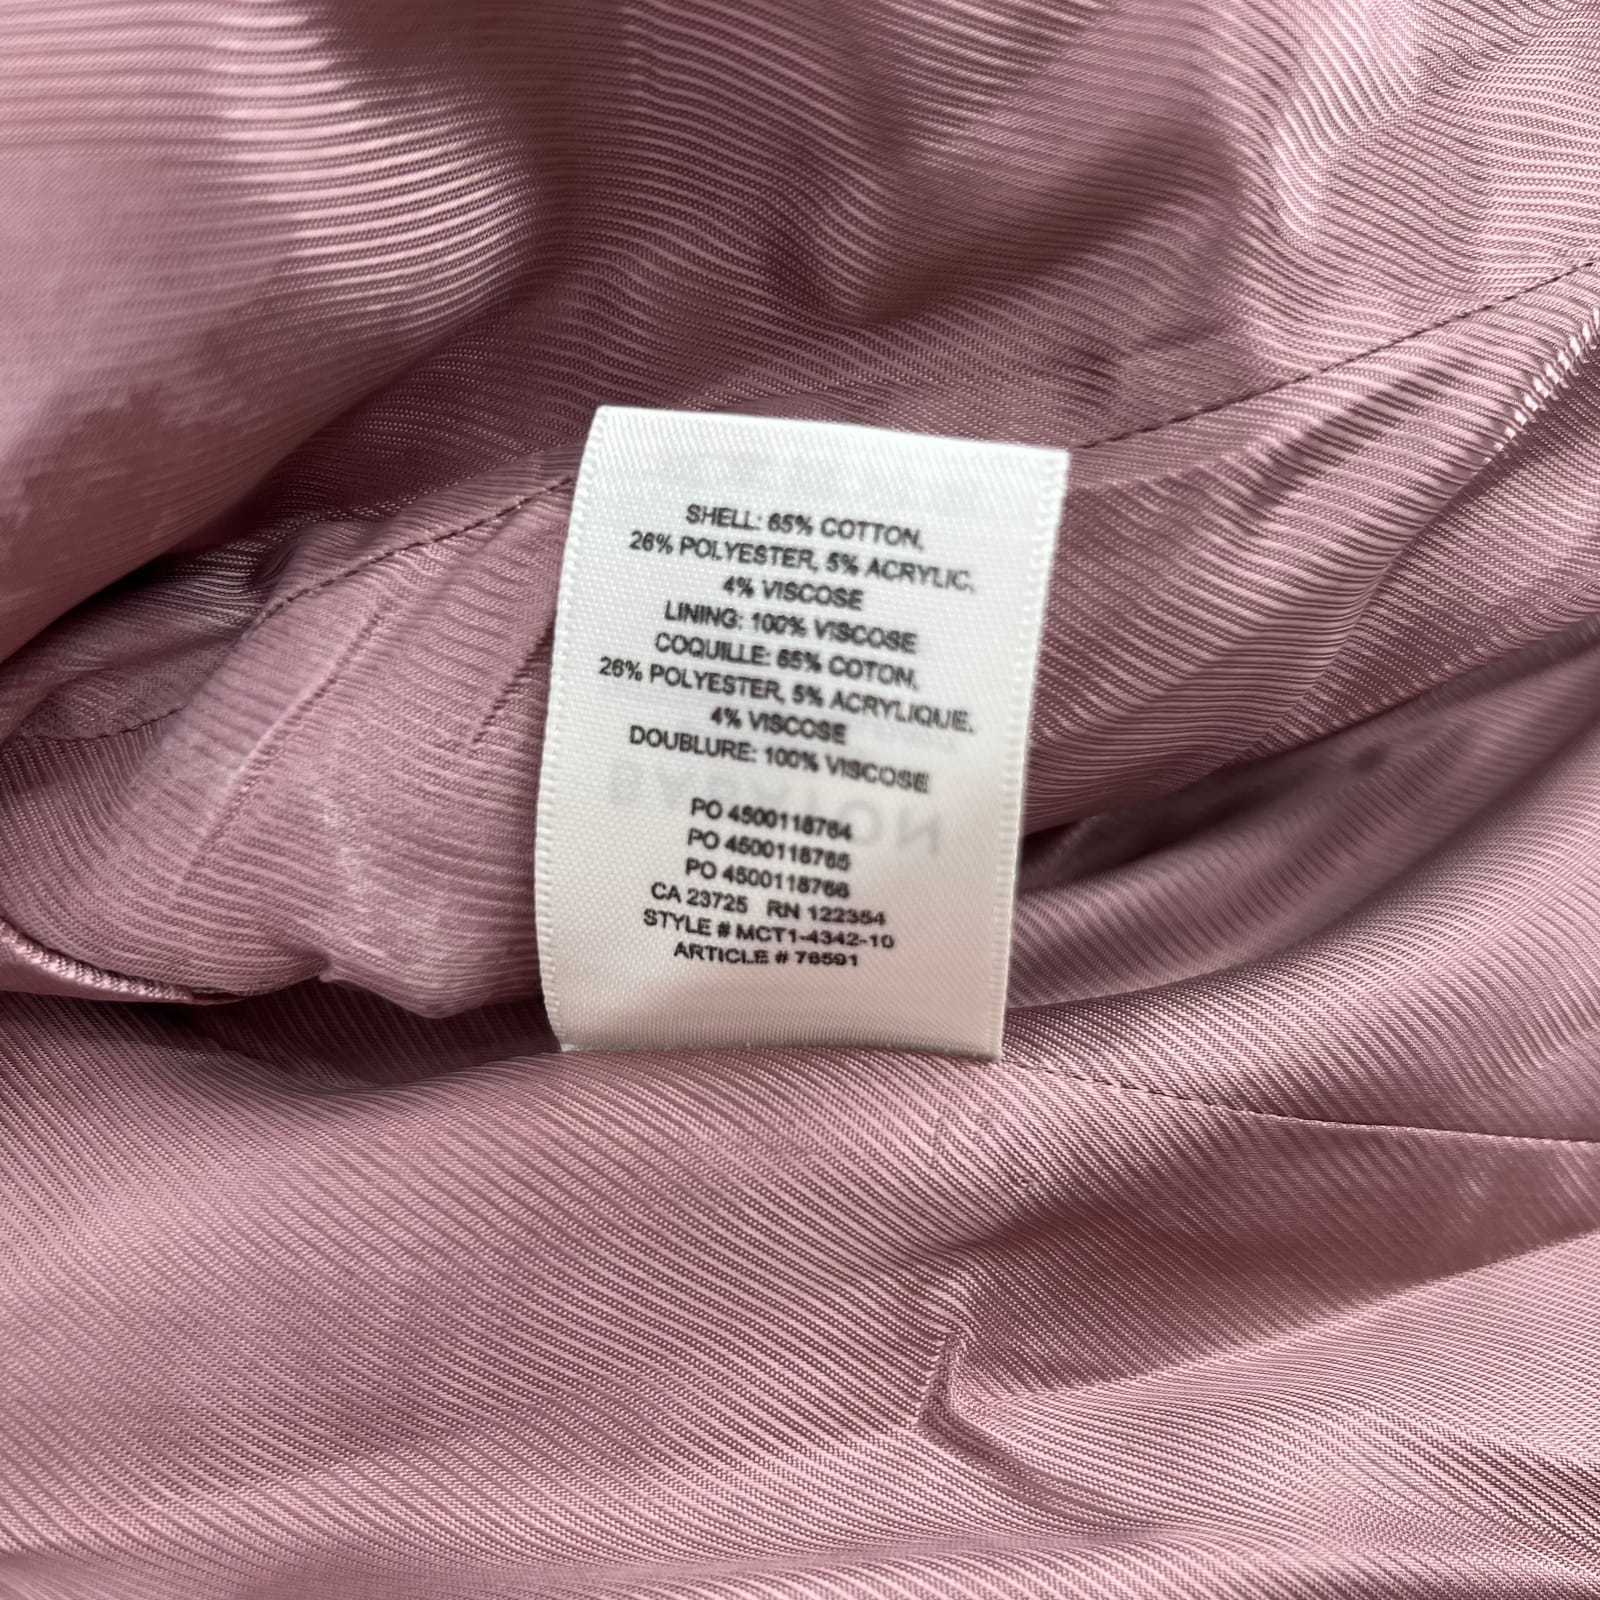 SHELL: 65% COTTON,
26% POLYESTER, 5% ACRYLIC,
4% VISCOSE
LINING: 100% VISCOSE
COQUILLE: 65% COTON,
26% POLYESTER, 5% ACRYLIQUE,
4% VISCOSE
DOUBLURE: 100% VISCOSE
PO 4500118764
PO 4500118765
PO 4500118766
CA 23725 RN 122354
STYLE # MCT1-4342-10
ARTICLE # 76591